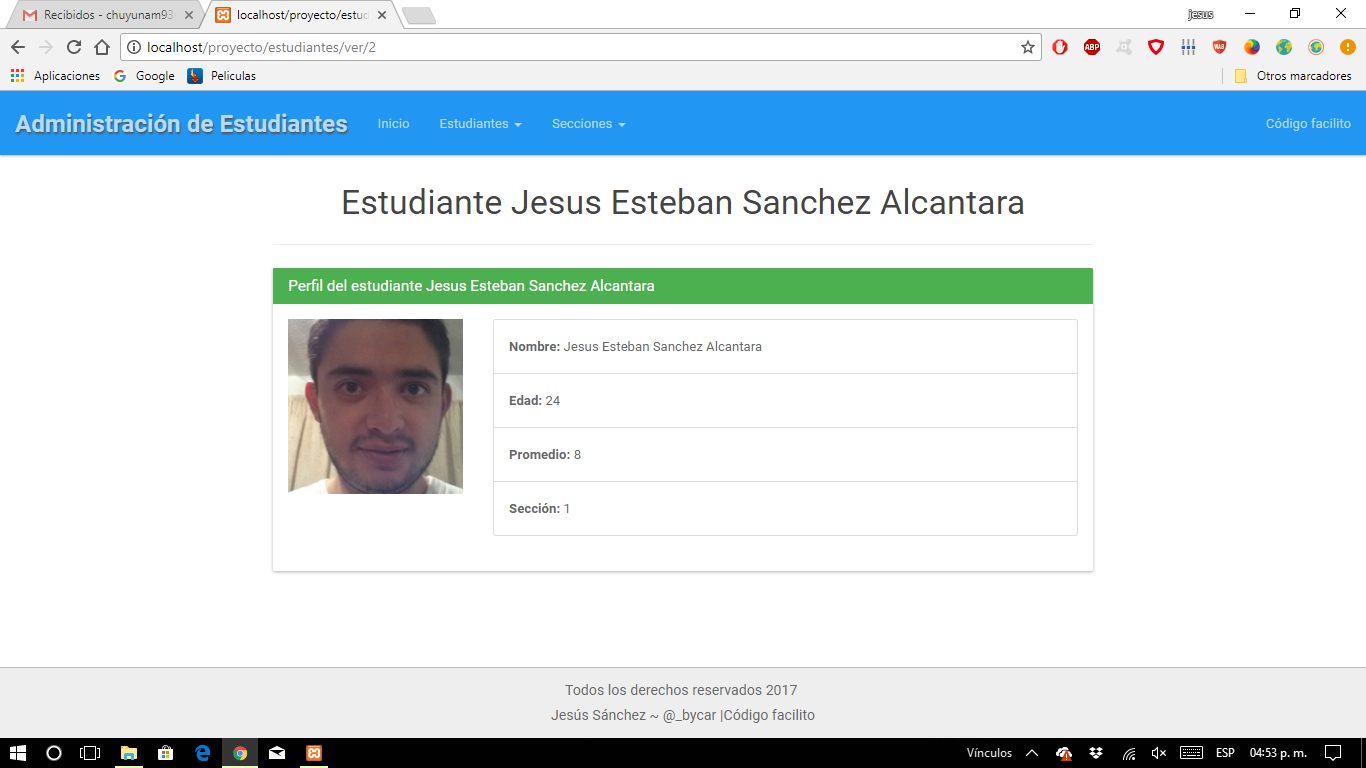 Recibidos - chuyunam93
localhost/proyecto/estud
jesus
localhost/proyecto/estudiantes/ver/2
ABP
Aplicaciones
Google
Peliculas
Otros marcadores
Administración de Estudiantes
Inicio
Estudiantes
Secciones
Código facilito
Estudiante Jesus Esteban Sanchez Alcantara
Perfil del estudiante Jesus Esteban Sanchez Alcantara
Nombre: Jesus Esteban Sanchez Alcantara
Edad: 24
Promedio: 8
Sección: 1
Todos los derechos reservados 2017
Jesús Sánchez ~ @_bycar |Código facilito
Vínculos
ESP
04:53 p. m.